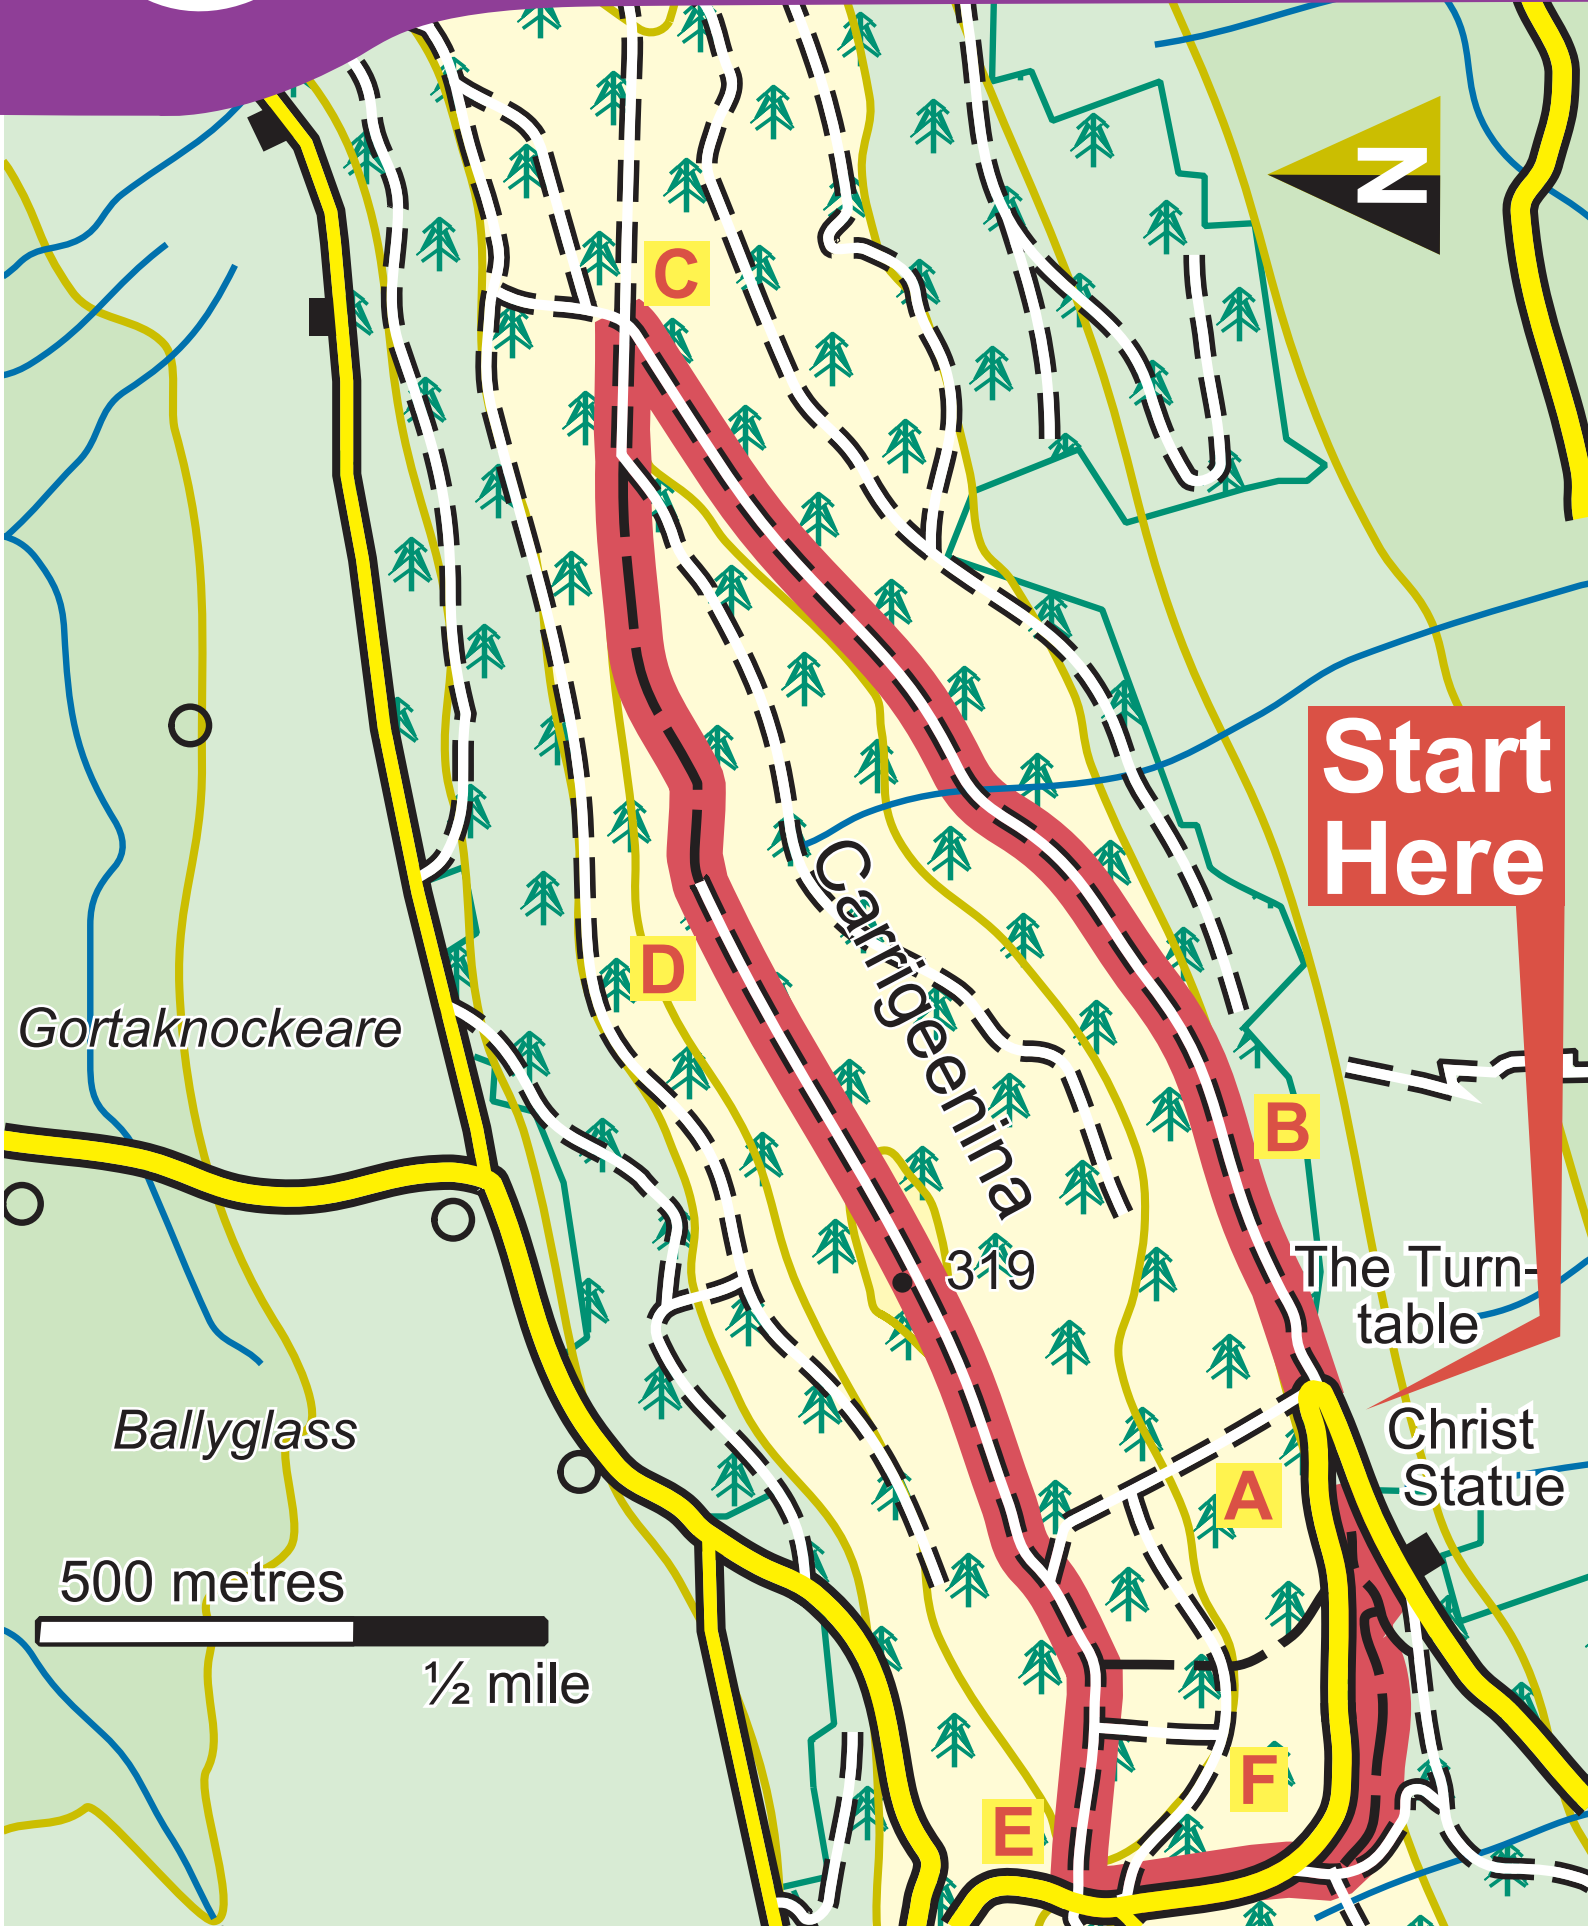 N
C
Start
Here
Carrigeenina
D
Gortaknockeare
B
The Turn-
table
319
Christ
Statue
Ballyglass
A
500 metres
½ mile
F
E